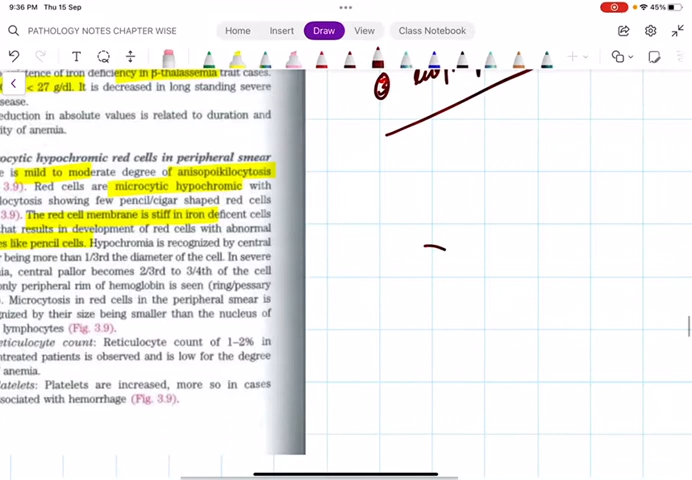 9:36 PM Thu 15 Sep
45%
PATHOLOGY NOTES CHAPTER WISE
Home Insert Draw View Class Notebook
T
of iron deficiency in β-thalassemia trait cases.
< 27 g/dl. It is decreased in long standing severe
sease.
eduction in absolute values is related to duration and
ity of anemia.
ocytic hypochromic red cells in peripheral smear
e is mild to moderate degree of anisopoikilocytosis
3.9). Red cells are microcytic hypochromic with
ilocytosis showing few pencil/cigar shaped red cells
3.9). The red cell membrane is stiff in iron deficent cells
that results in development of red cells with abnormal
es like pencil cells. Hypochromia is recognized by central
r being more than 1/3rd the diameter of the cell. In severe
ia, central pallor becomes 2/3rd to 3/4th of the cell
only peripheral rim of hemoglobin is seen (ring/pessary
). Microcytosis in red cells in the peripheral smear is
gnized by their size being smaller than the nucleus of
lymphocytes (Fig. 3.9).
eticulocyte count: Reticulocyte count of 1–2% in
ntreated patients is observed and is low for the degree
f anemia.
latelets: Platelets are increased, more so in cases
ssociated with hemorrhage (Fig. 3.9).
3